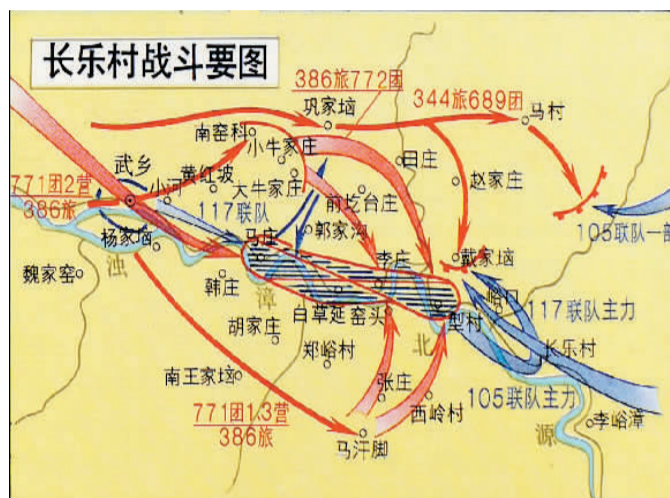 长乐村战斗要图
386旅772团
巩家垴
344旅689团
马村
南窑科
小牛家庄
武乡
黄红坡
田庄
771团2营
386旅
小河
大牛家庄
前圪台庄
赵家庄
117联队
郭家沟
105联队一部
杨家垴
马庄
浊
魏家窑
李庄
戴家垴
韩庄
漳
白草延
窑头
峪口
117联队主力
胡家庄
型村
北
郑峪村
长乐村
南王家垴
张庄
105联队主力
771团1.3营
386旅
西岭村
李峪漳
马汗脚
源